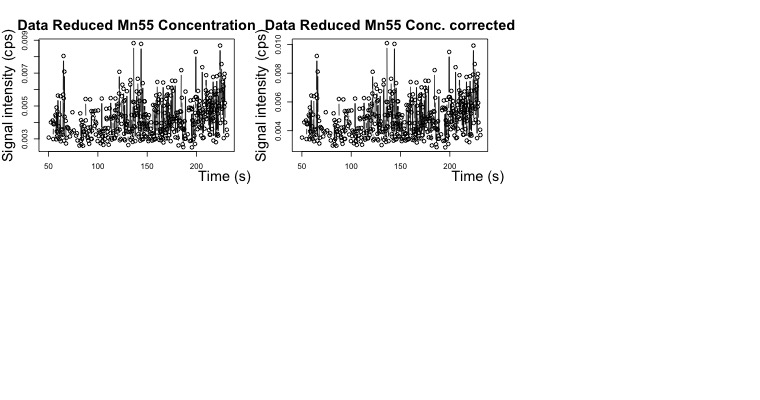 Data Reduced Mn55 Concentration
Signal intensity (cps)
0.003
0.005
0.007
0.009
50
100
150
200
Time (s)
Data Reduced Mn55 Conc. corrected
Signal intensity (cps)
0.004
0.006
0.008
0.010
50
100
150
200
Time (s)